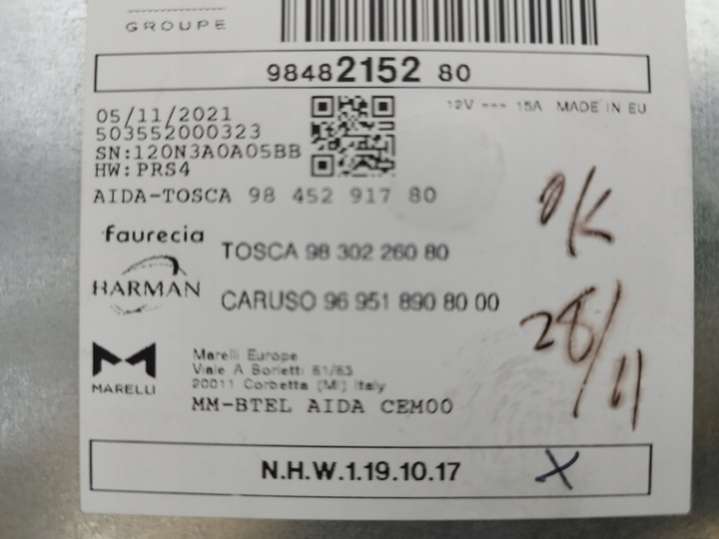 GROUPE
98482152 80
05/11/2021
503552000323
SN:120N3A0A05BB
HW:PRS4
12V 15A MADE IN EU
AIDA-TOSCA 98 452 917 80
OK
faurecia
TOSCA 98 302 260 80
HARMAN
CARUSO 96 951 890 80 00
28/11
MARELLI
Marelli Europe
Viale A Borletti 61/63
20011 Corbetta (MI) Italy
MM-BTEL AIDA CEM00
N.H.W.1.19.10.17 X